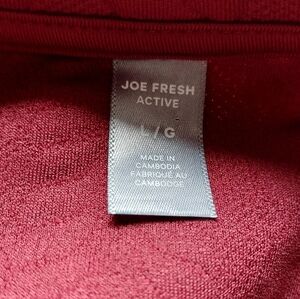 JOE FRESH
ACTIVE
L / G
MADE IN
CAMBODIA
FABRIQUÉ AU
CAMBODGE